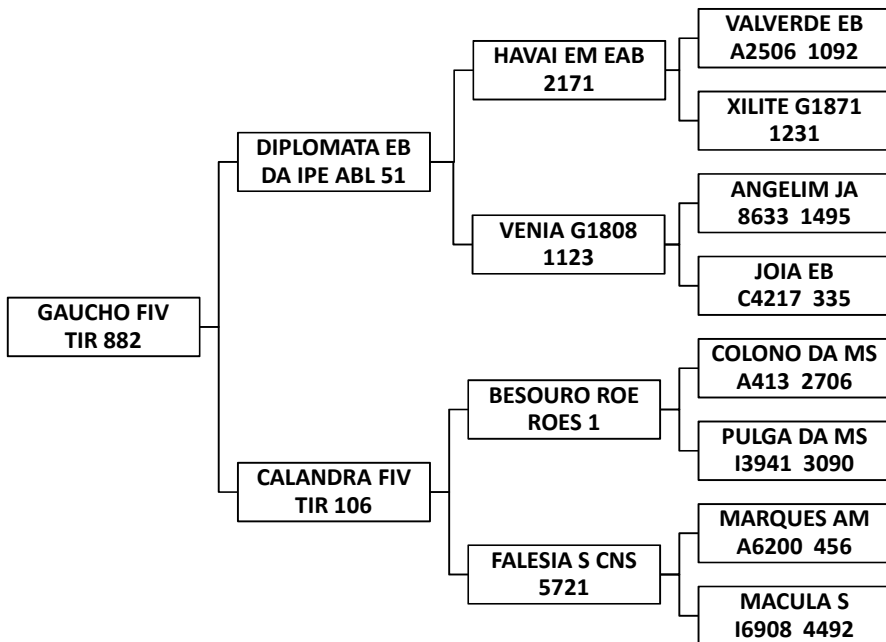 VALVERDE EB
A2506 1092
HAVAI EM EAB
2171
XILITE G1871
1231
DIPLOMATA EB
DA IPE ABL 51
ANGELIM JA
8633 1495
VENIA G1808
1123
JOIA EB
C4217 335
GAUCHO FIV
TIR 882
COLONO DA MS
A413 2706
BESOURO ROE
ROES 1
PULGA DA MS
I3941 3090
CALANDRA FIV
TIR 106
MARQUES AM
A6200 456
FALESIA S CNS
5721
MACULA S
I6908 4492